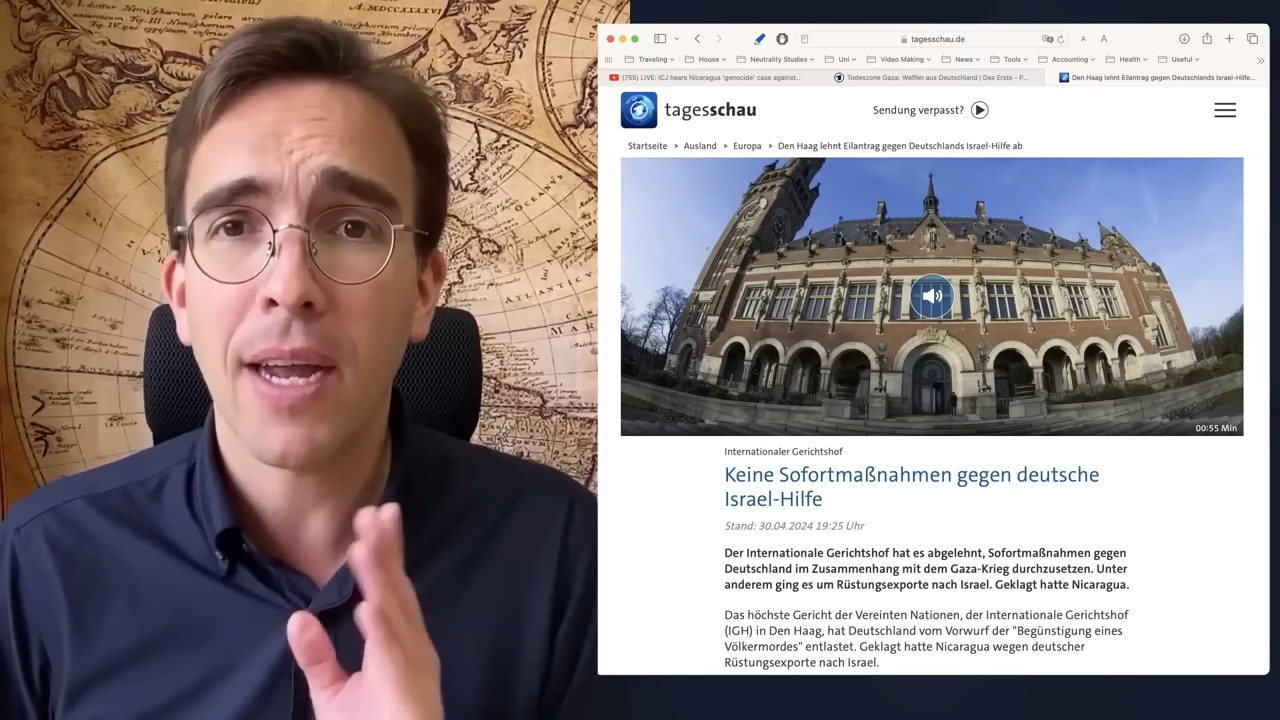 A. MDCCXXXVI.
ATLANTIC
MAR
tagesschau.de
A
A
Traveling
House
Neutrality Studies
Uni
Video Making
News
Tools
Accounting
Health
Useful
(755) LIVE: ICJ hears Nicaragua 'genocide' case against...
Todeszone Gaza: Waffen aus Deutschland | Das Erste - P...
Den Haag lehnt Eilantrag gegen Deutschlands Israel-Hilfe...
tagesschau
Sendung verpasst?
Startseite
Ausland
Europa
Den Haag lehnt Eilantrag gegen Deutschlands Israel-Hilfe ab
00:55 Min
Internationaler Gerichtshof
Keine Sofortmaßnahmen gegen deutsche
Israel-Hilfe
Stand: 30.04.2024 19:25 Uhr
Der Internationale Gerichtshof hat es abgelehnt, Sofortmaßnahmen gegen
Deutschland im Zusammenhang mit dem Gaza-Krieg durchzusetzen. Unter
anderem ging es um Rüstungsexporte nach Israel. Geklagt hatte Nicaragua.
Das höchste Gericht der Vereinten Nationen, der Internationale Gerichtshof
(IGH) in Den Haag, hat Deutschland vom Vorwurf der "Begünstigung eines
Völkermordes" entlastet. Geklagt hatte Nicaragua wegen deutscher
Rüstungsexporte nach Israel.